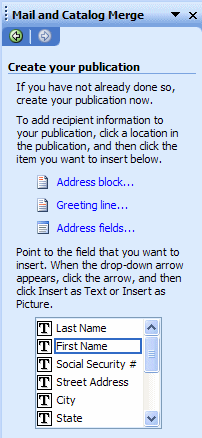 Mail and Catalog Merge
Create your publication
If you have not already done so,
create your publication now.
To add recipient information to
your publication, click a location in
the publication, and then click the
item you want to insert below.
Address block...
Greeting line...
Address fields...
Point to the field that you want to
insert. When the drop-down arrow
appears, click the arrow, and then
click Insert as Text or Insert as
Picture.
T Last Name
T First Name
T Social Security #
T Street Address
T City
T State